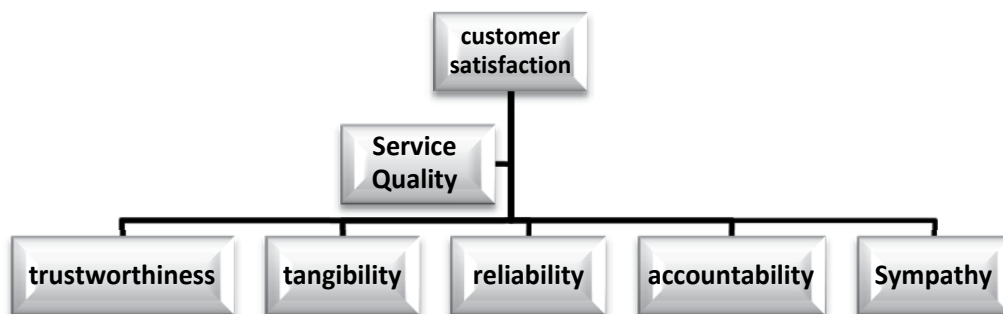 customer
satisfaction
Service
Quality
trustworthiness
tangibility
reliability
accountability
Sympathy